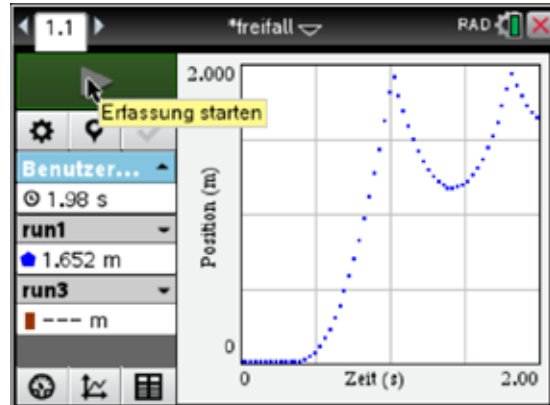 1.1 *freifall RAD
Erfassung starten
Benutzer...
1.98 s
run1
1.652 m
run3
--- m
2.000
Position (m)
0
0 Zeit (s) 2.00